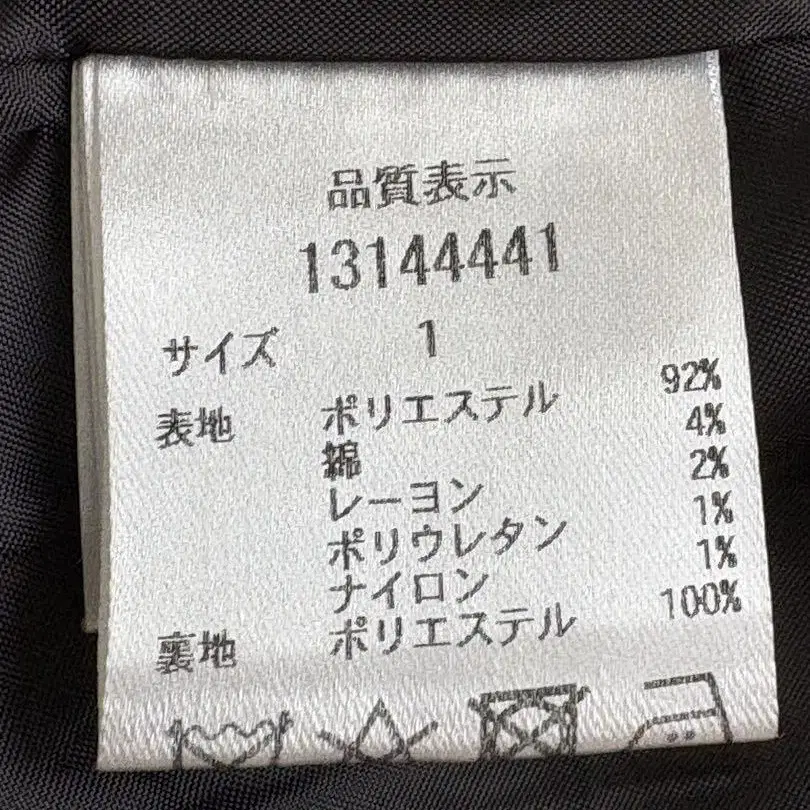 品質表示
13144441
サイズ 1
表地 ポリエステル 92%
綿 4%
レーヨン 2%
ポリウレタン 1%
ナイロン 1%
裏地 ポリエステル 100%